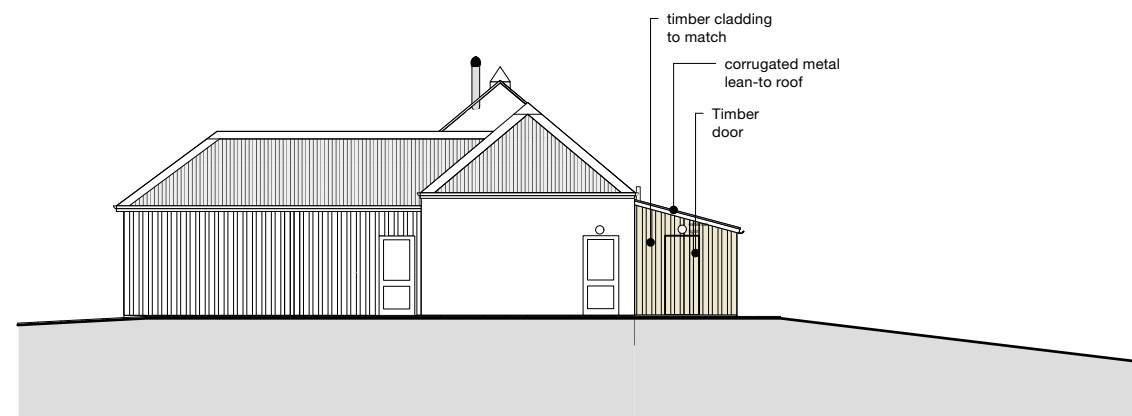 timber cladding
to match
corrugated metal
lean-to roof
Timber
door